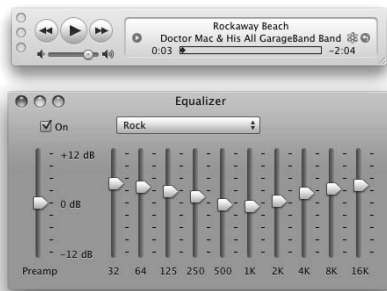 Rockaway Beach
Doctor Mac & His All GarageBand Band
0:03 -2:04
Equalizer
On Rock
+12 dB
0 dB
-12 dB
Preamp 32 64 125 250 500 1K 2K 4K 8K 16K